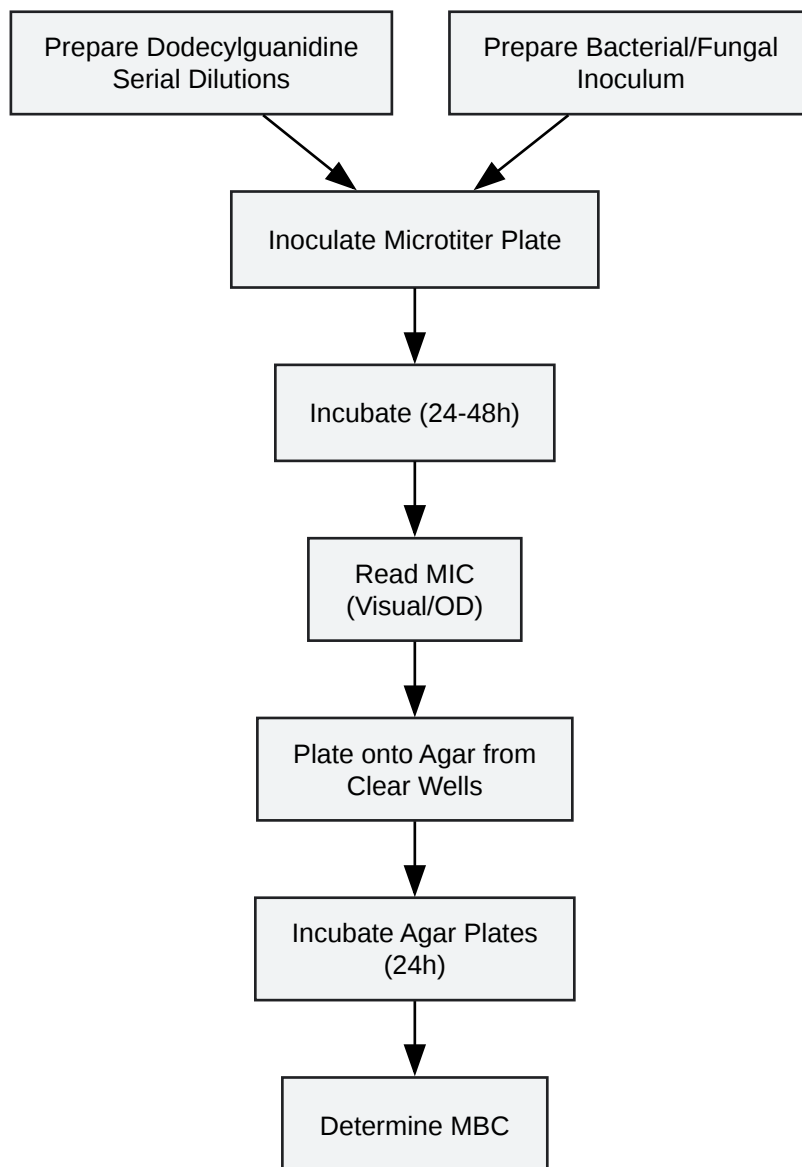 Prepare Dodecylguanidine
Serial Dilutions
Prepare Bacterial/Fungal
Inoculum
Inoculate Microtiter Plate
Incubate (24-48h)
Read MIC
(Visual/OD)
Plate onto Agar from
Clear Wells
Incubate Agar Plates
(24h)
Determine MBC